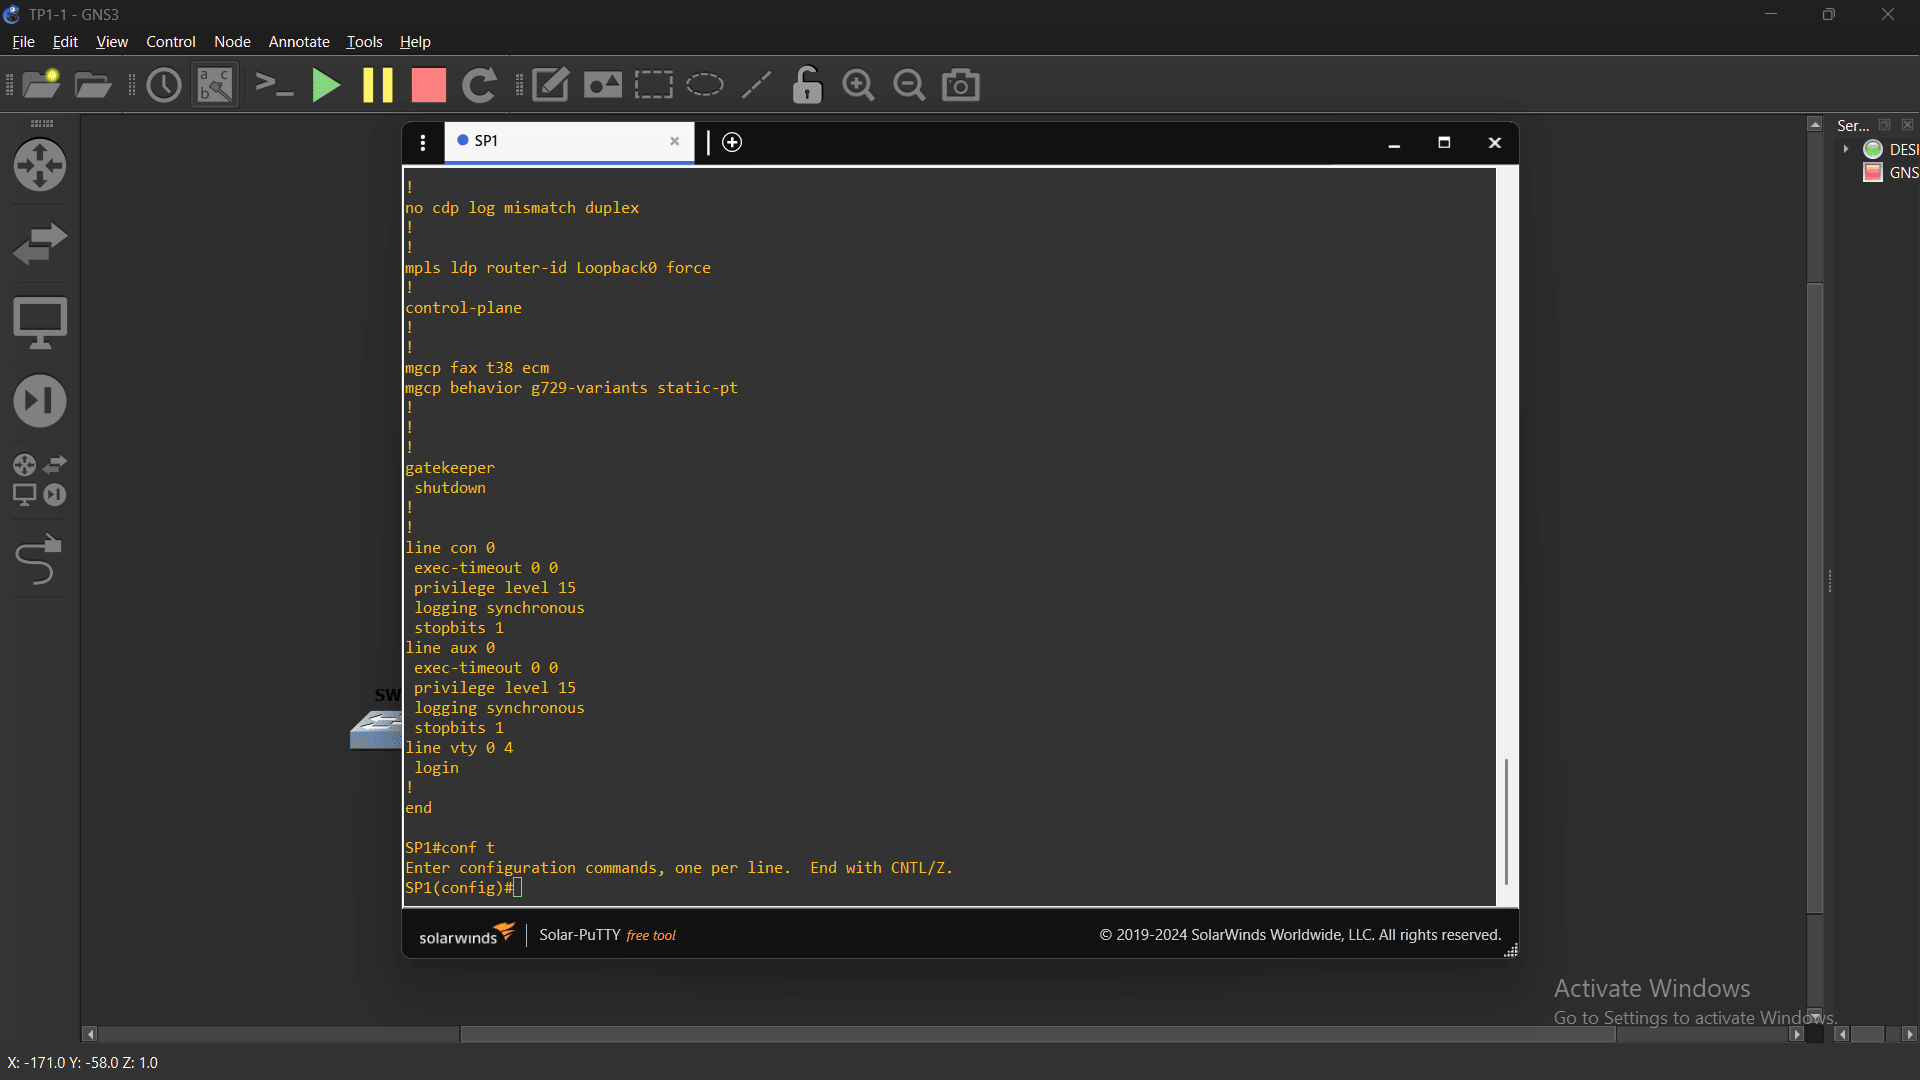 TP1-1 - GNS3
File Edit View Control Node Annotate Tools Help
Ser...
DESI
GNS
SP1
!
no cdp log mismatch duplex
!
!
mpls ldp router-id Loopback0 force
!
control-plane
!
!
mgcp fax t38 ecm
mgcp behavior g729-variants static-pt
!
!
!
gatekeeper
shutdown
!
!
line con 0
exec-timeout 0 0
privilege level 15
logging synchronous
stopbits 1
line aux 0
exec-timeout 0 0
privilege level 15
logging synchronous
stopbits 1
line vty 0 4
login
!
end
SP1#conf t
Enter configuration commands, one per line.  End with CNTL/Z.
SP1(config)#
SW
solarwinds Solar-PuTTY free tool © 2019-2024 SolarWinds Worldwide, LLC. All rights reserved.
Activate Windows
Go to Settings to activate Windows.
X: -171.0 Y: -58.0 Z: 1.0